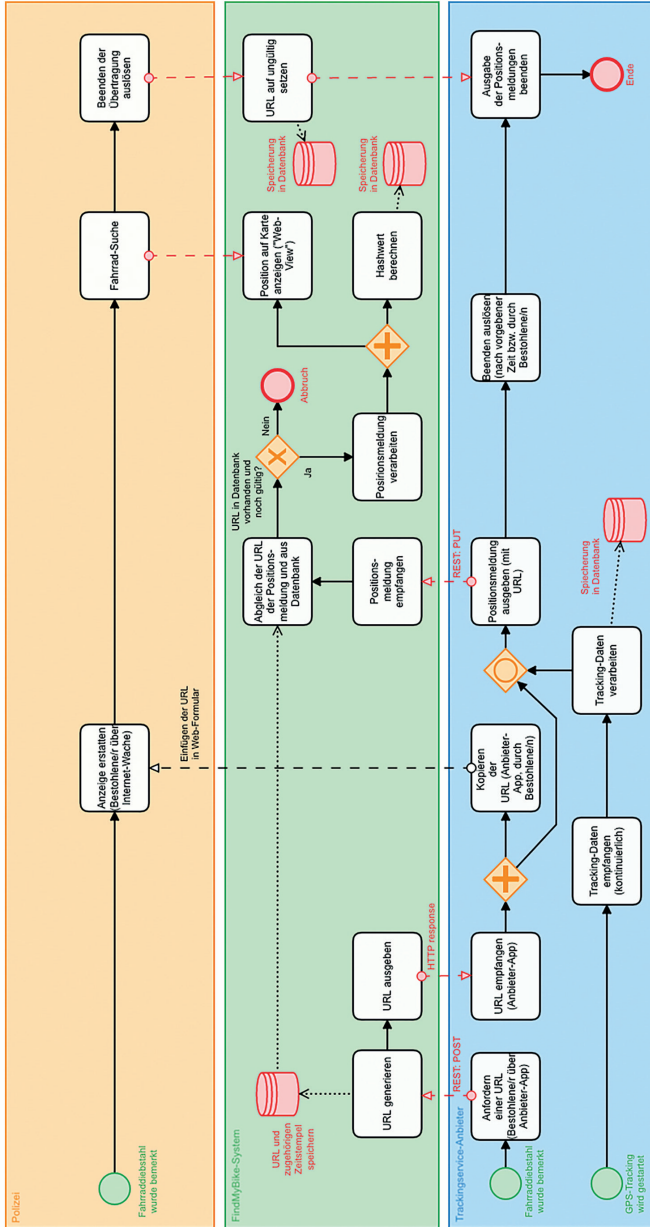 Polizei
Fahrraddiebstahl
wurde bemerkt
Anzeige erstatten
(Bestohlene/r über
Internet-Wache)
Einfügen der URL
in Web-Formular
Fahrrad-Suche
Beenden der
Übertragung
auslösen
FindMyBike-System
URL und
zugehörigen
Zeitstempel
speichern
URL generieren
URL ausgeben
Abgleich der URL
der Positions-
meldung und aus
Datenbank
Positions-
meldung
empfangen
URL in Datenbank
vorhanden und
noch gültig?
Nein
Ja
Abbruch
Posirionsmeldung
verarbeiten
Position auf Karte
anzeigen ("Web-
View")
Hashwert
berechnen
Speicherung
in Datenbank
URL auf ungültig
setzen
Speicherung
in Datenbank
REST: POST
HTTP response
REST: PUT
Trackingservice-Anbieter
Fahrraddiebstahl
wurde bemerkt
Anfordern
einer URL
(Bestohlene/r über
Anbieter-App)
URL empfangen
(Anbieter-App)
Kopieren
der
URL (Anbieter-
App, durch
Bestohlene/n)
Positionsmeldung
ausgeben (mit
URL)
Beenden auslösen
(nach vorgebener
Zeit bzw. durch
Bestohlene/n
Ausgabe
der Positions-
meldungen
beenden
Ende
GPS-Tracking
wird gestartet
Tracking-Daten
empfangen
(kontinuierlich)
Tracking-Daten
verarbeiten
Spiecherung
in Datenbank